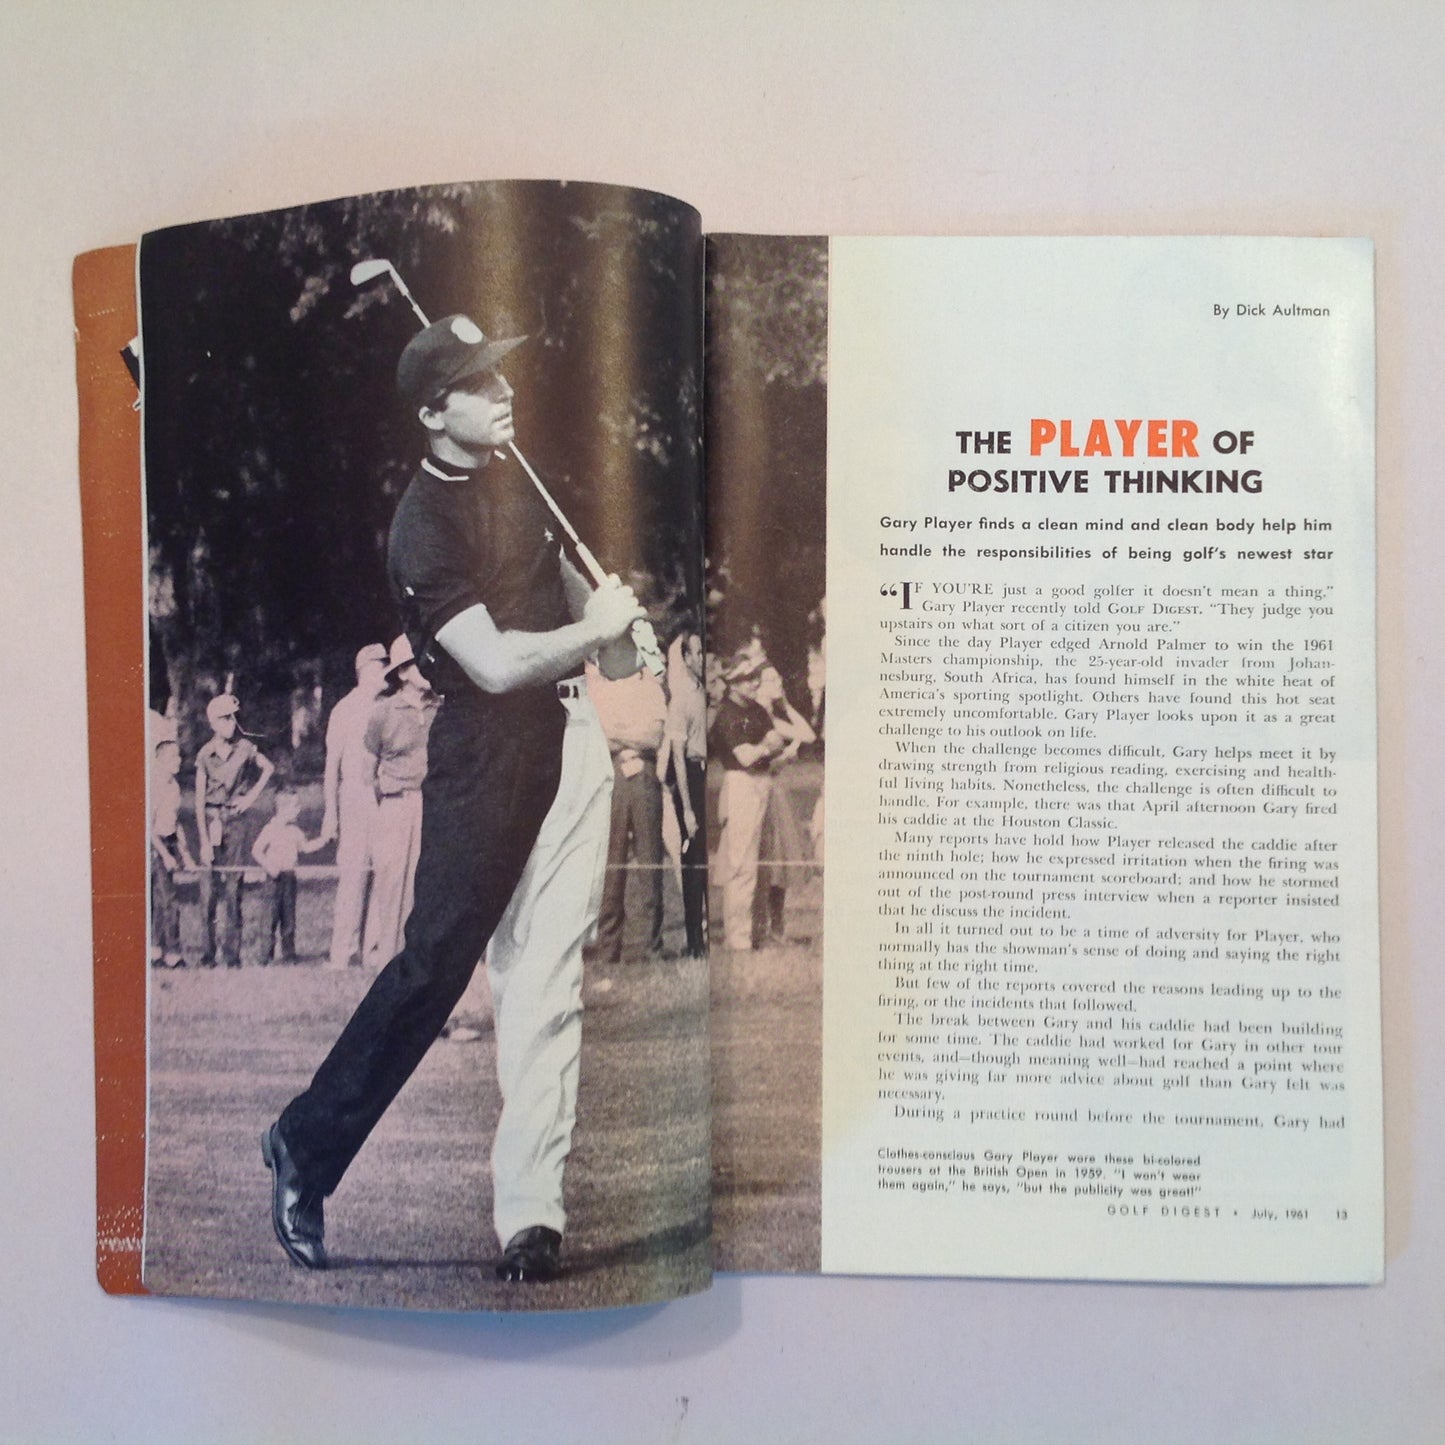 By Dick Aultman
THE PLAYER OF
POSITIVE THINKING
Gary Player finds a clean mind and clean body help him
handle the responsibilities of being golf's newest star
"IF YOU'RE just a good golfer it doesn't mean a thing,"
Gary Player recently told GOLF DIGEST. "They judge you
upstairs on what sort of a citizen you are."
Since the day Player edged Arnold Palmer to win the 1961
Masters championship, the 25-year-old invader from Johan-
nesburg, South Africa, has found himself in the white heat of
America's sporting spotlight. Others have found this hot seat
extremely uncomfortable. Gary Player looks upon it as a great
challenge to his outlook on life.
When the challenge becomes difficult, Gary helps meet it by
drawing strength from religious reading, exercising and health-
ful living habits. Nonetheless, the challenge is often difficult to
handle. For example, there was that April afternoon Gary fired
his caddie at the Houston Classic.
Many reports have hold how Player released the caddie after
the ninth hole; how he expressed irritation when the firing was
announced on the tournament scoreboard; and how he stormed
out of the post-round press interview when a reporter insisted
that he discuss the incident.
In all it turned out to be a time of adversity for Player, who
normally has the showman's sense of doing and saying the right
thing at the right time.
But few of the reports covered the reasons leading up to the
firing, or the incidents that followed.
The break between Gary and his caddie had been building
for some time. The caddie had worked for Gary in other tour
events, and—though meaning well—had reached a point where
he was giving far more advice about golf than Gary felt was
necessary.
During a practice round before the tournament, Gary had
Clothes-conscious Gary Player wore these bi-colored
trousers at the British Open in 1959. "I won't wear
them again," he says, "but the publicity was great!"
GOLF DIGEST • July, 1961 13